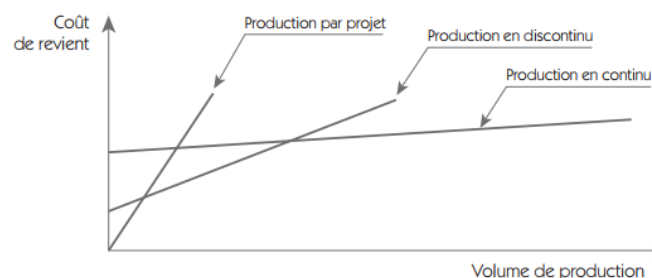 Coût
de revient
Production par projet
Production en discontinu
Production en continu
Volume de production